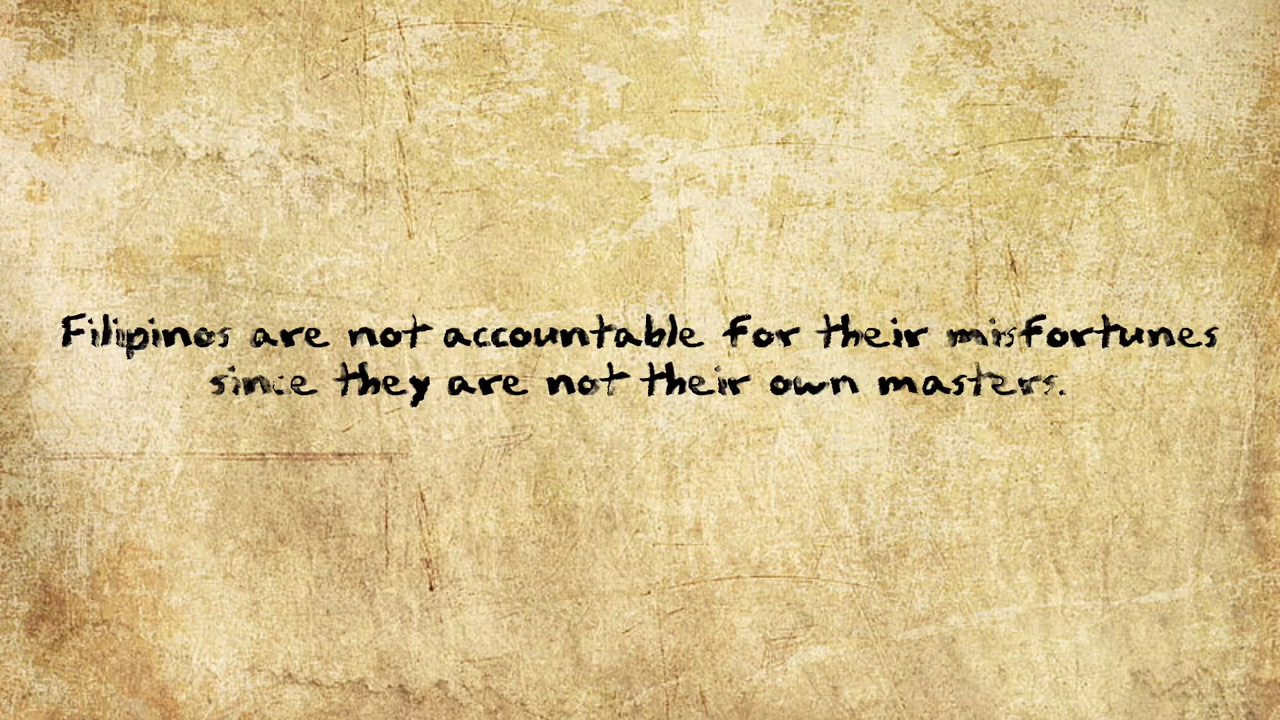 Filipinos are not accountable for their misfortunes
since they are not their own masters.